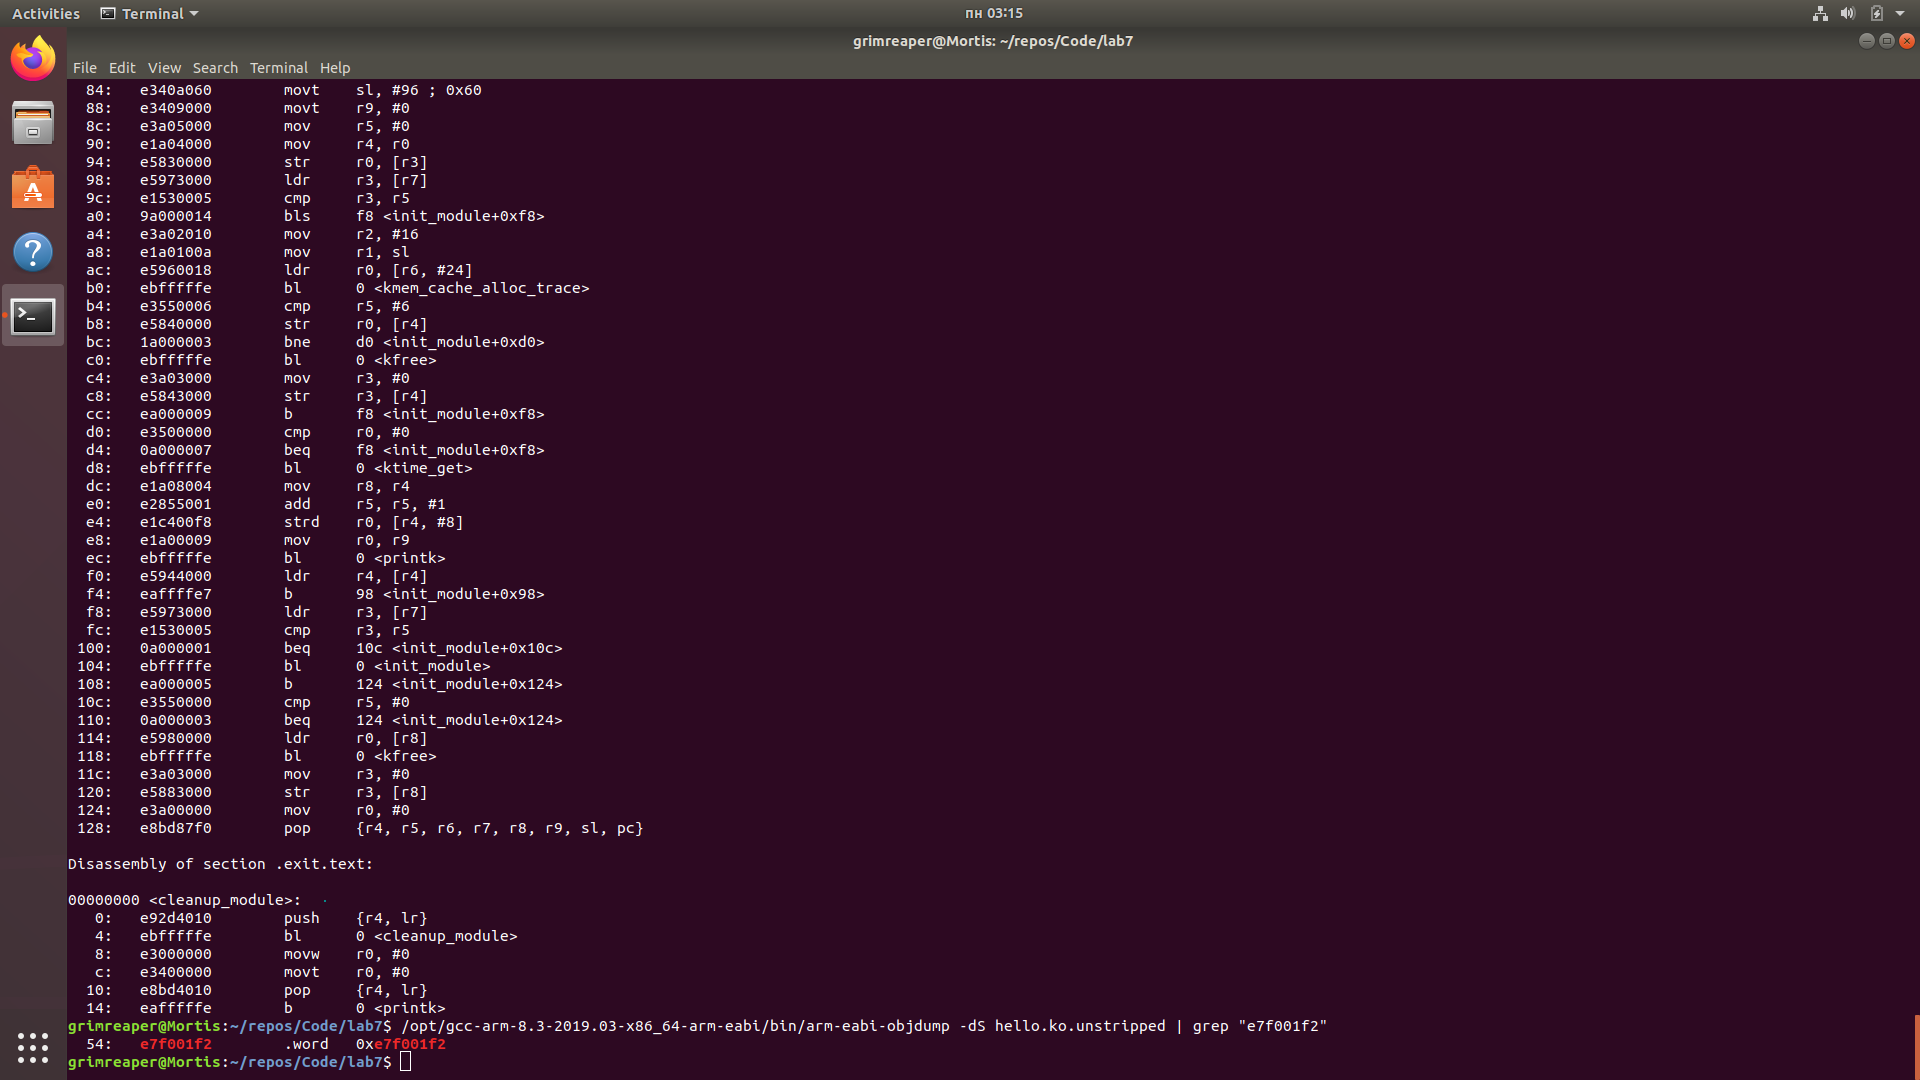 Activities Terminal пн 03:15
grimreaper@Mortis: ~/repos/Code/lab7
File Edit View Search Terminal Help
84: e340a060 movt sl, #96 ; 0x60
88: e3409000 movt r9, #0
8c: e3a05000 mov r5, #0
90: e1a04000 mov r4, r0
94: e5830000 str r0, [r3]
98: e5973000 ldr r3, [r7]
9c: e1530005 cmp r3, r5
a0: 9a000014 bls f8 <init_module+0xf8>
a4: e3a02010 mov r2, #16
a8: e1a0100a mov r1, sl
ac: e5960018 ldr r0, [r6, #24]
b0: ebfffffe bl 0 <kmem_cache_alloc_trace>
b4: e3550006 cmp r5, #6
b8: e5840000 str r0, [r4]
bc: 1a000003 bne d0 <init_module+0xd0>
c0: ebfffffe bl 0 <kfree>
c4: e3a03000 mov r3, #0
c8: e5843000 str r3, [r4]
cc: ea000009 b f8 <init_module+0xf8>
d0: e3500000 cmp r0, #0
d4: 0a000007 beq f8 <init_module+0xf8>
d8: ebfffffe bl 0 <ktime_get>
dc: e1a08004 mov r8, r4
e0: e2855001 add r5, r5, #1
e4: e1c400f8 strd r0, [r4, #8]
e8: e1a00009 mov r0, r9
ec: ebfffffe bl 0 <printk>
f0: e5944000 ldr r4, [r4]
f4: eaffffe7 b 98 <init_module+0x98>
f8: e5973000 ldr r3, [r7]
fc: e1530005 cmp r3, r5
100: 0a000001 beq 10c <init_module+0x10c>
104: ebfffffe bl 0 <init_module>
108: ea000005 b 124 <init_module+0x124>
10c: e3550000 cmp r5, #0
110: 0a000003 beq 124 <init_module+0x124>
114: e5980000 ldr r0, [r8]
118: ebfffffe bl 0 <kfree>
11c: e3a03000 mov r3, #0
120: e5883000 str r3, [r8]
124: e3a00000 mov r0, #0
128: e8bd87f0 pop {r4, r5, r6, r7, r8, r9, sl, pc}
Disassembly of section .exit.text:
00000000 <cleanup_module>:
0: e92d4010 push {r4, lr}
4: ebfffffe bl 0 <cleanup_module>
8: e3000000 movw r0, #0
c: e3400000 movt r0, #0
10: e8bd4010 pop {r4, lr}
14: eafffffe b 0 <printk>
grimreaper@Mortis:~/repos/Code/lab7$ /opt/gcc-arm-8.3-2019.03-x86_64-arm-eabi/bin/arm-eabi-objdump -dS hello.ko.unstripped | grep "e7f001f2"
54: e7f001f2 .word 0xe7f001f2
grimreaper@Mortis:~/repos/Code/lab7$